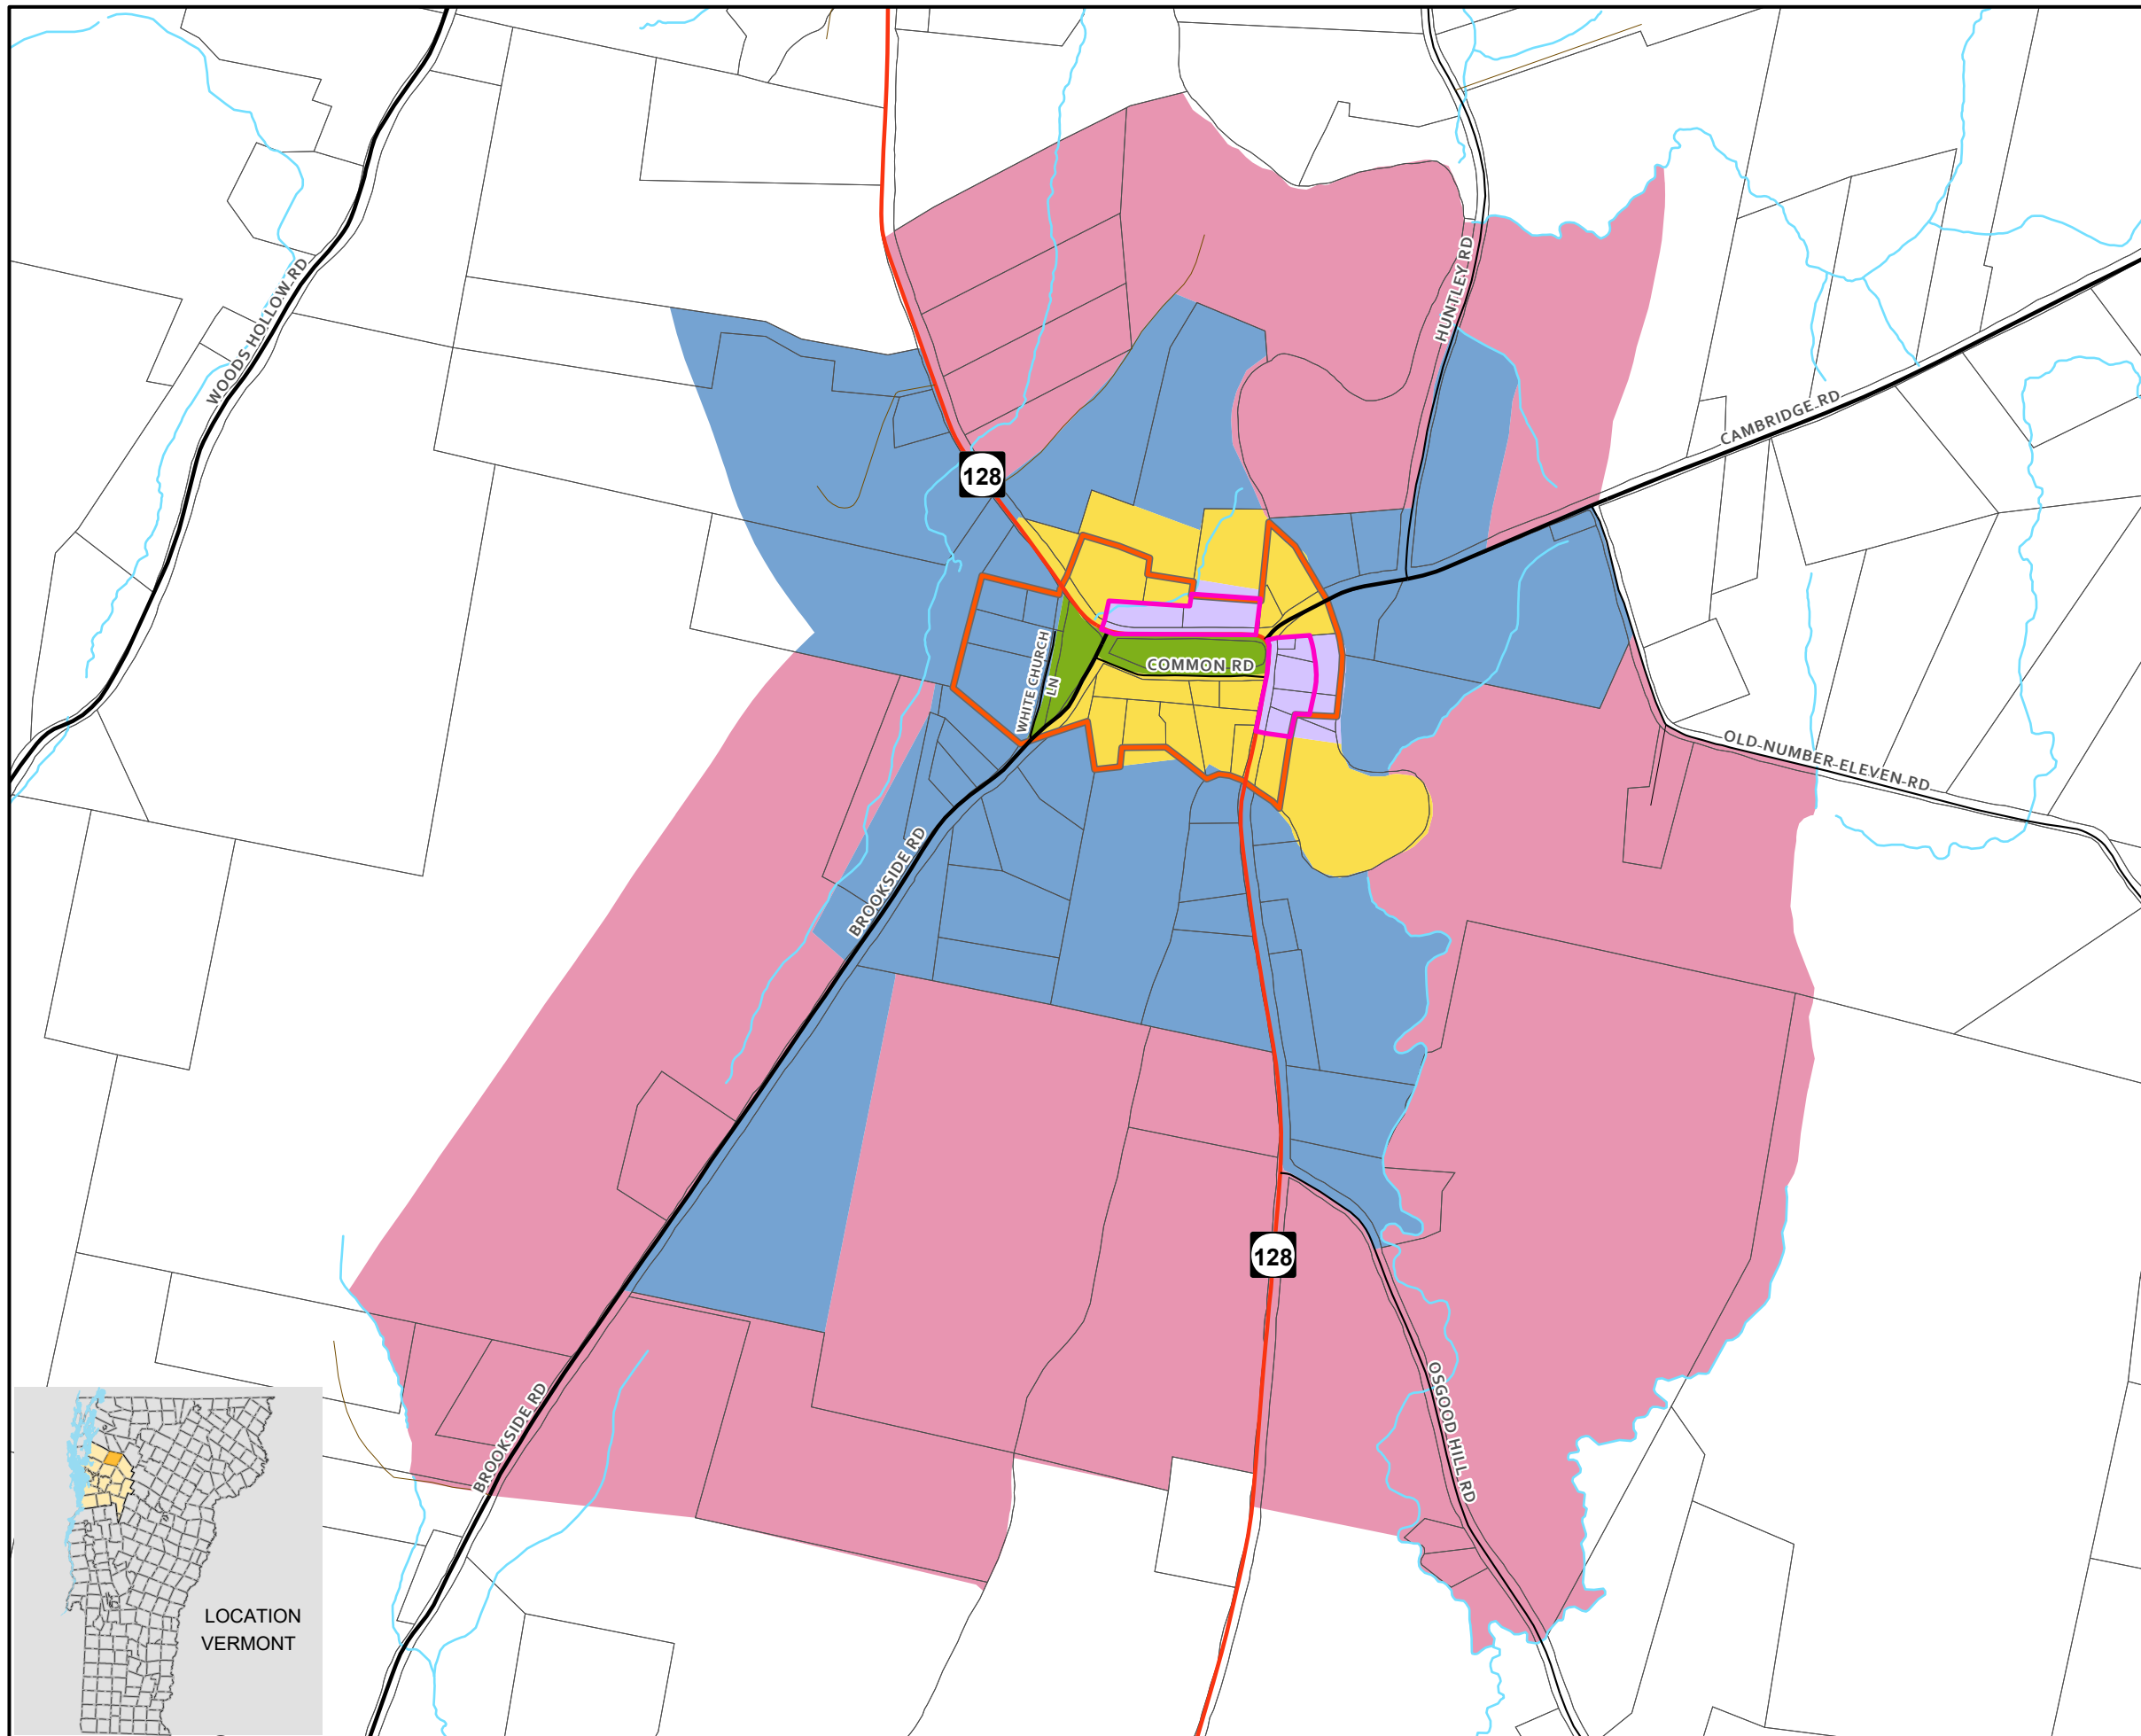 HUNTLEY RD
WOODS HOLLOW RD
CAMBRIDGE RD
128
WHITE CHURCH
LN
COMMON RD
OLD NUMBER ELEVEN RD
BROOKSIDE RD
128
OSGOOD HILL RD
BROOKSIDE RD
LOCATION
VERMONT